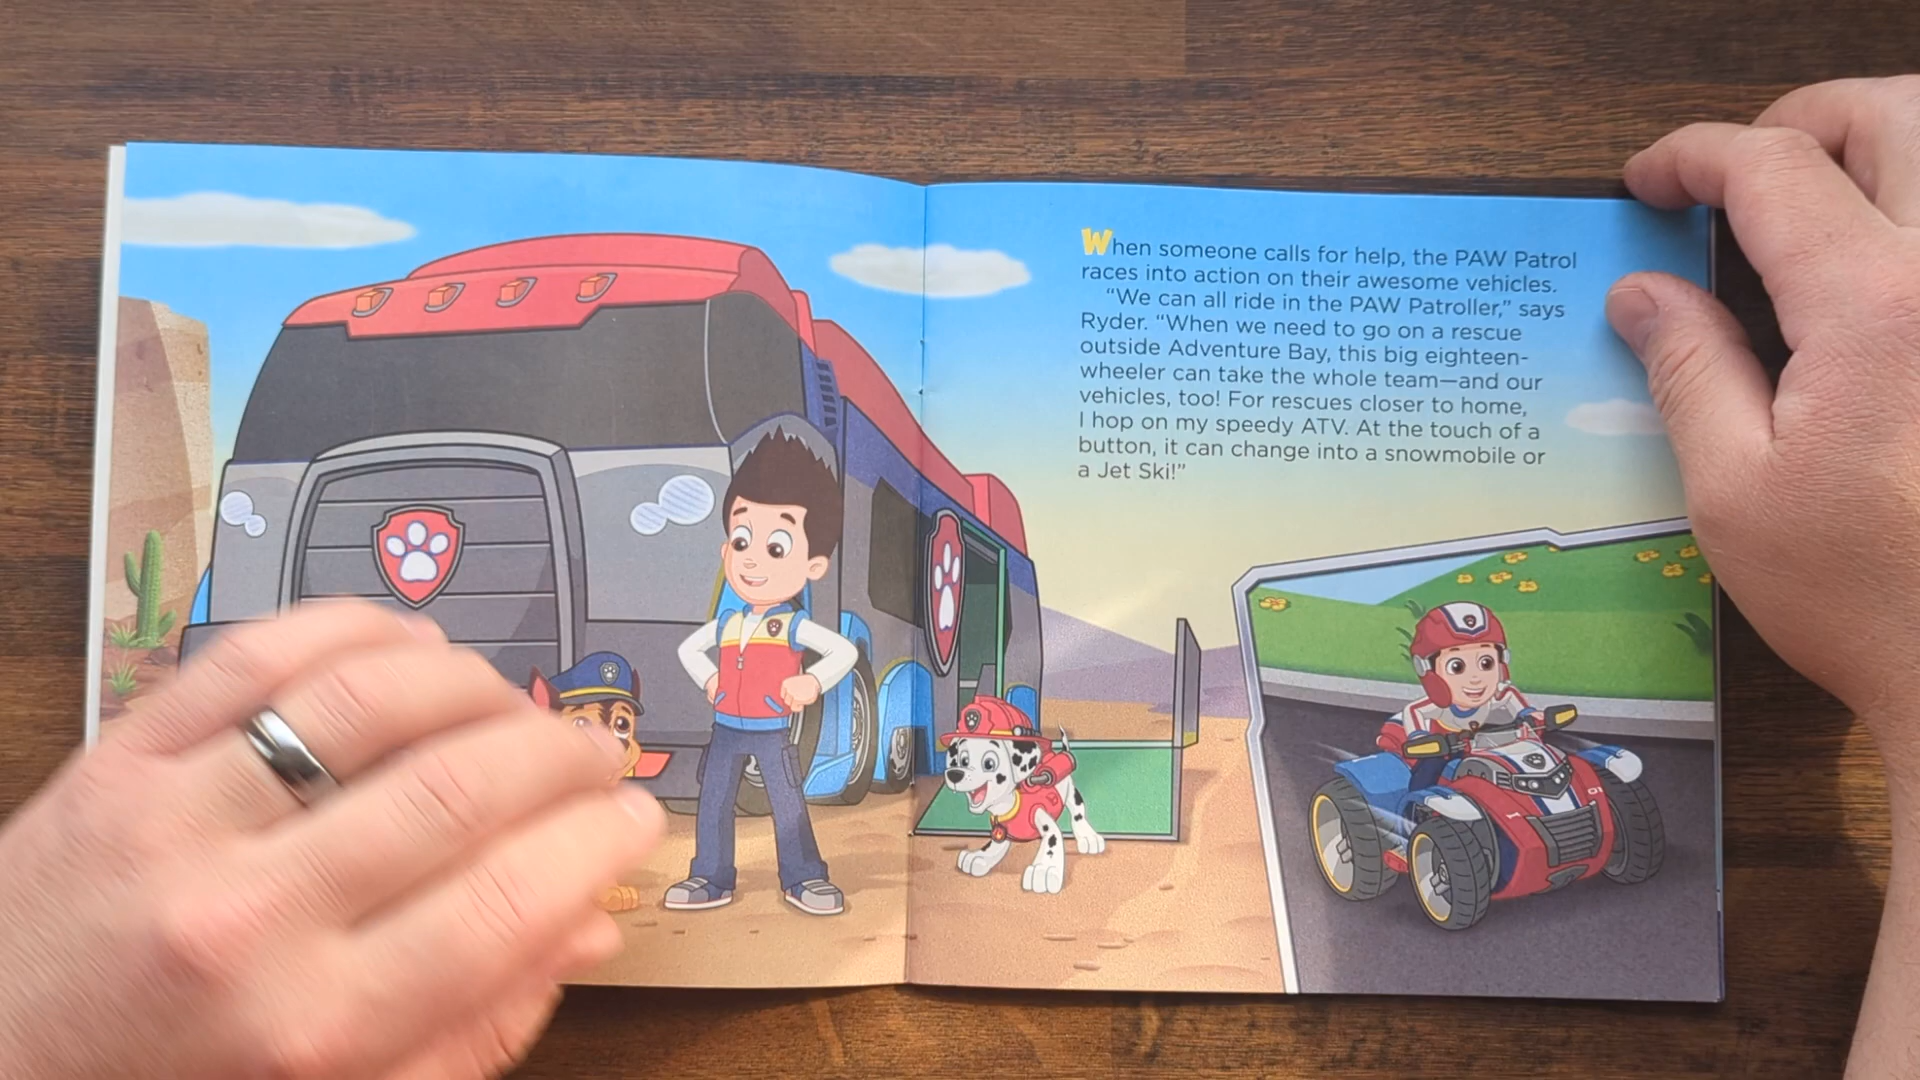 When someone calls for help, the PAW Patrol
races into action on their awesome vehicles.
“We can all ride in the PAW Patroller,” says
Ryder. “When we need to go on a rescue
outside Adventure Bay, this big eighteen-
wheeler can take the whole team—and our
vehicles, too! For rescues closer to home,
I hop on my speedy ATV. At the touch of a
button, it can change into a snowmobile or
a Jet Ski!”